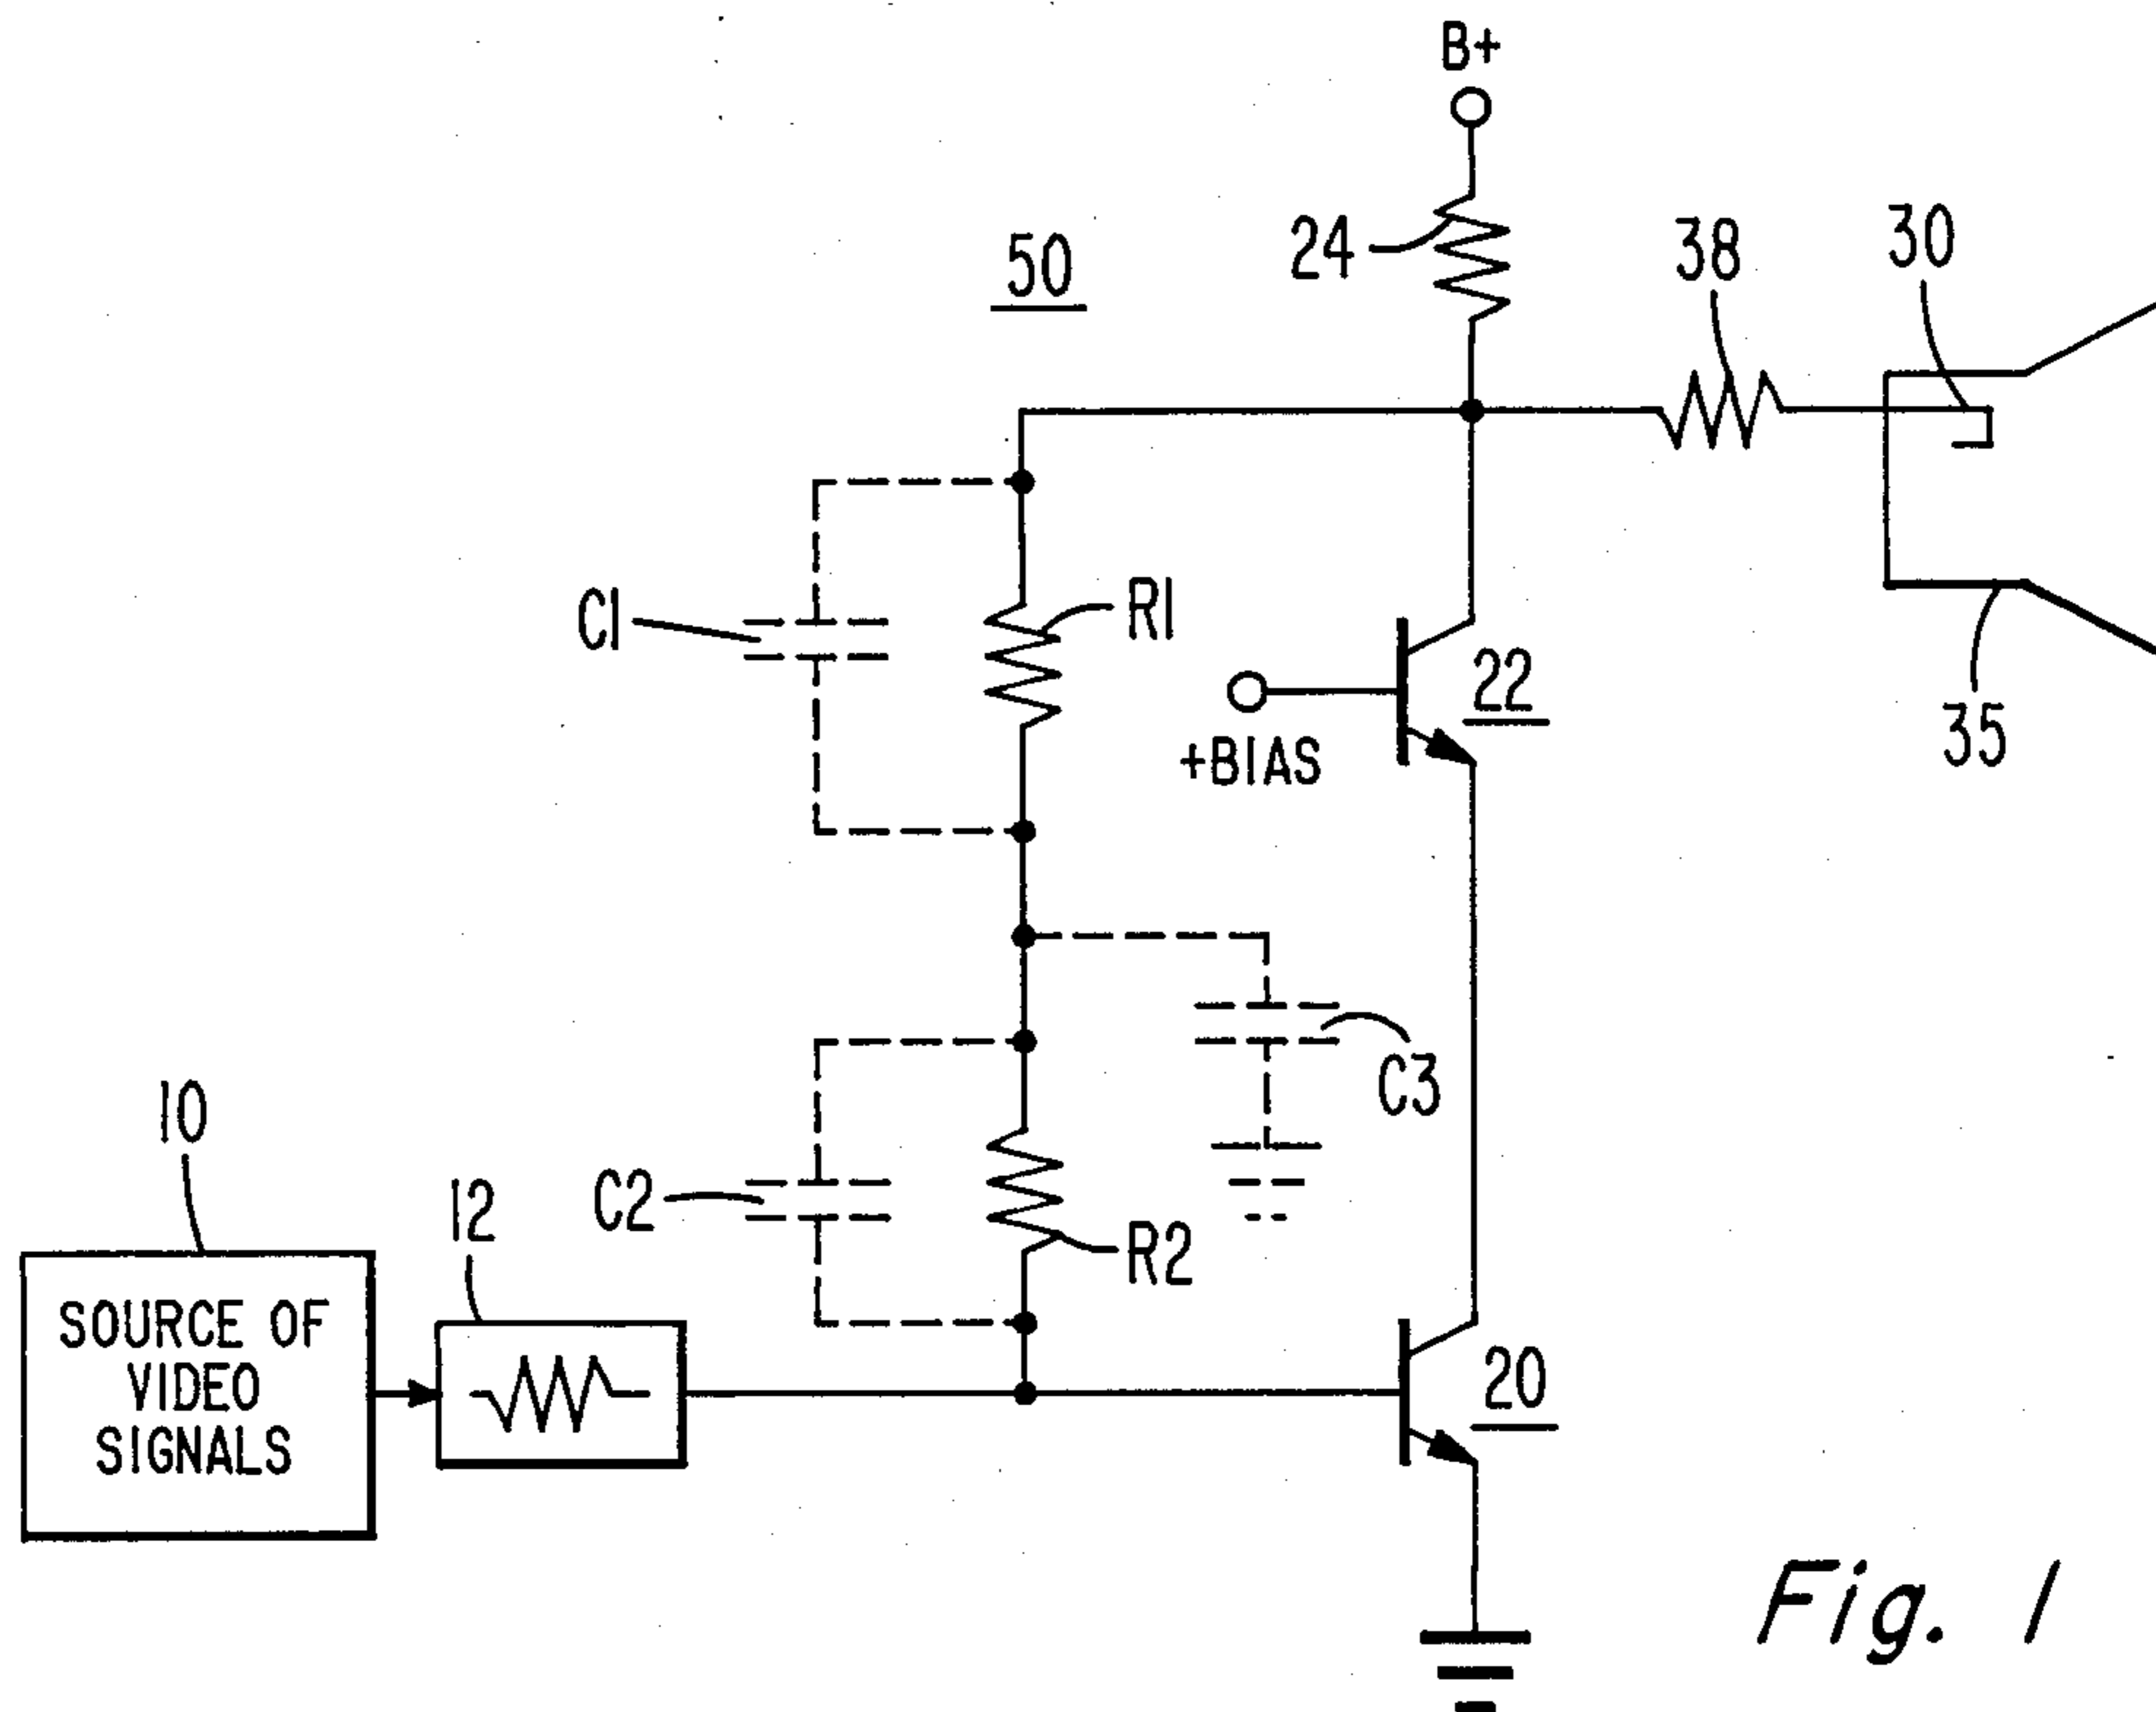 B+
24
38
30
50
C1
R1
22
+BIAS
35
C3
10
12
C2
R2
SOURCE OF
VIDEO
SIGNALS
20
Fig. 1